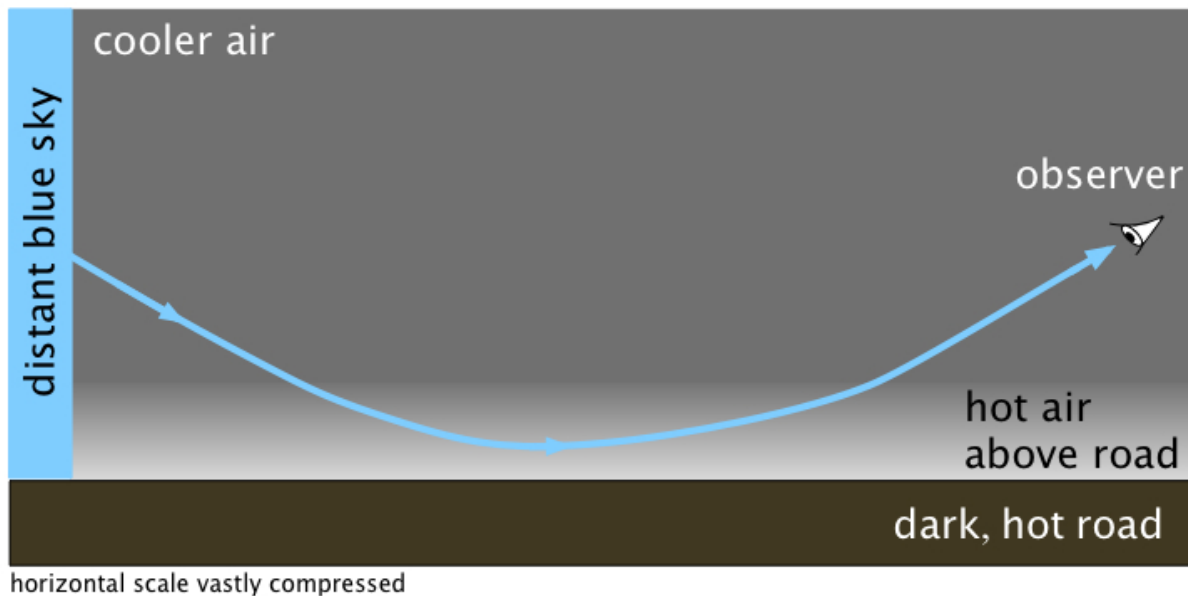 cooler air
distant blue sky
observer
hot air
above road
dark, hot road
horizontal scale vastly compressed